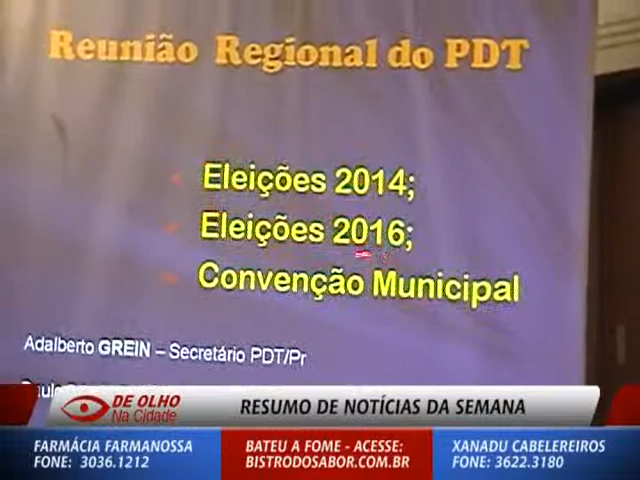 Reunião Regional do PDT
Eleições 2014;
Eleições 2016;
Convenção Municipal
Adalberto GREIN – Secretário PDT/Pr
DE OLHO
Na Cidade
RESUMO DE NOTÍCIAS DA SEMANA
FARMÁCIA FARMANOSSA
FONE: 3036.1212
BATEU A FOME - ACESSE:
BISTRODOSABOR.COM.BR
XANADU CABELEREIROS
FONE: 3622.3180